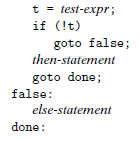 t = test-expr;
if (!t)
goto false;
then-statement
goto done;
false:
else-statement
done: